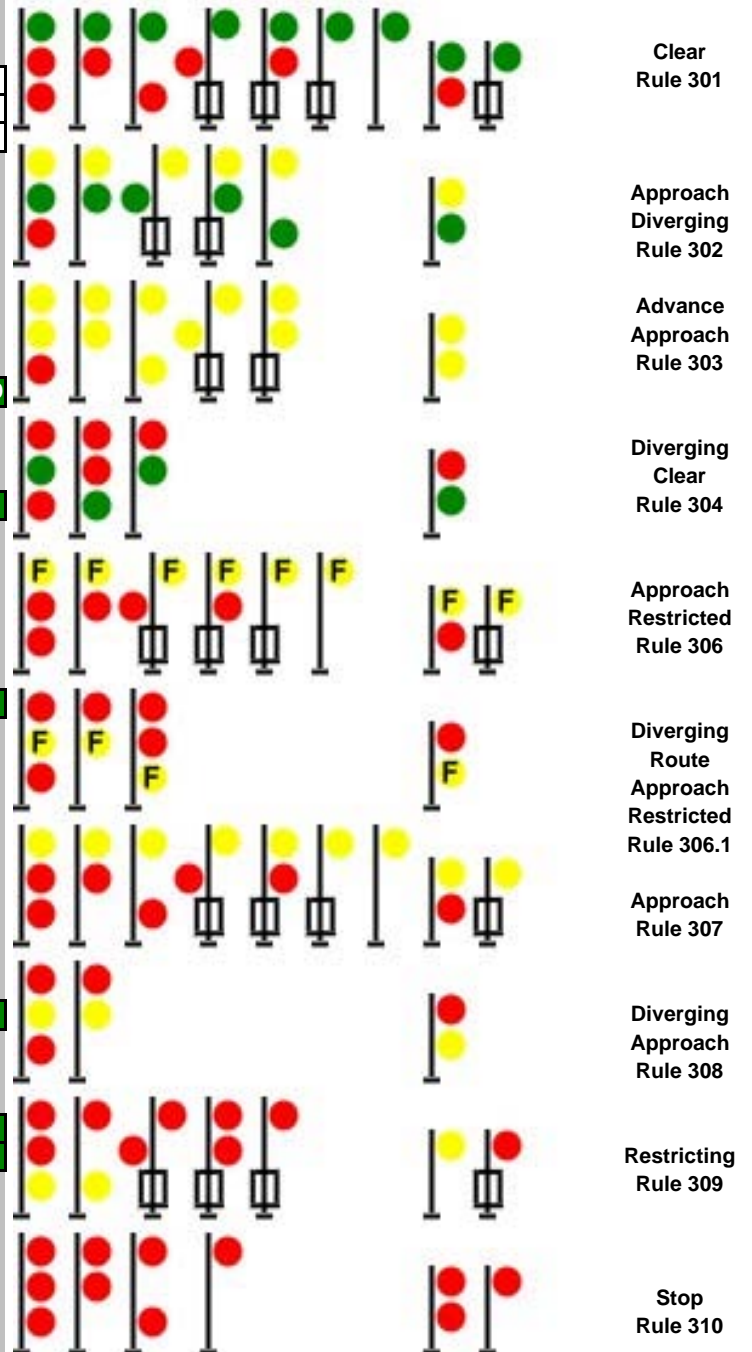 Clear
Rule 301
Approach
Diverging
Rule 302
Advance
Approach
Rule 303
Diverging
Clear
Rule 304
F F F F F F F F
Approach
Restricted
Rule 306
F F F F
Diverging
Route
Approach
Restricted
Rule 306.1
Approach
Rule 307
Diverging
Approach
Rule 308
Restricting
Rule 309
Stop
Rule 310